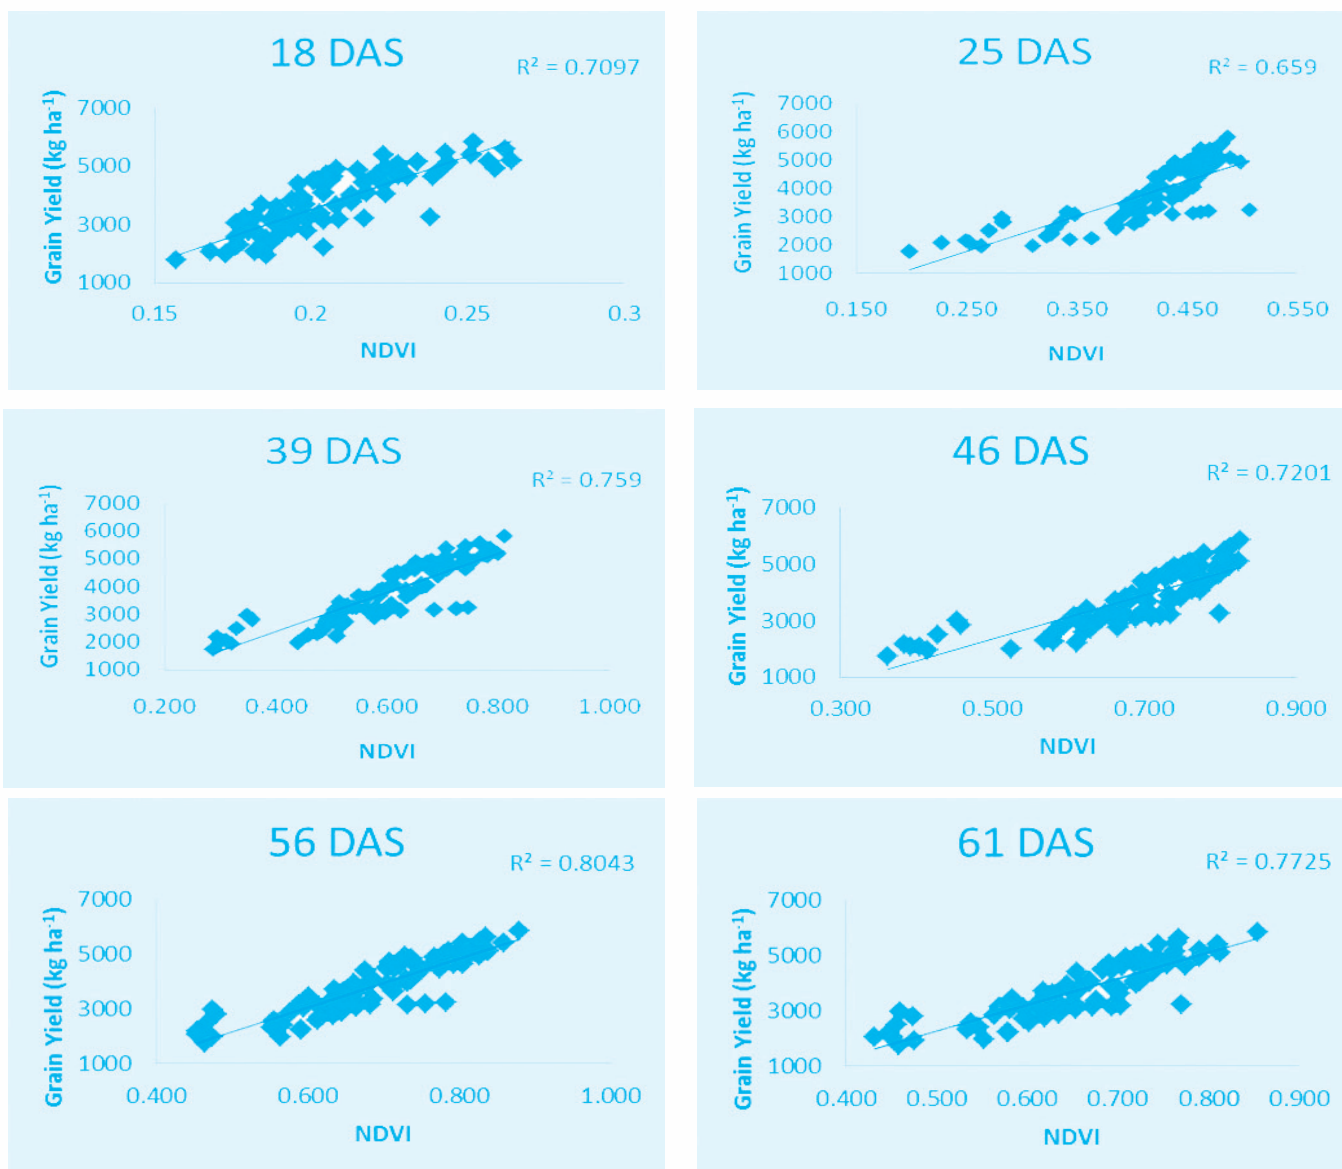 18 DAS
R² = 0.7097
Grain Yield (kg ha⁻¹)
7000
5000
3000
1000
0.15 0.2 0.25 0.3
NDVI
25 DAS
R² = 0.659
Grain Yield (kg ha⁻¹)
7000
6000
5000
4000
3000
2000
1000
0.150 0.250 0.350 0.450 0.550
NDVI
39 DAS
R² = 0.759
Grain Yield (kg ha⁻¹)
7000
6000
5000
4000
3000
2000
1000
0.200 0.400 0.600 0.800 1.000
NDVI
46 DAS
R² = 0.7201
Grain Yield (kg ha⁻¹)
7000
5000
3000
1000
0.300 0.500 0.700 0.900
NDVI
56 DAS
R² = 0.8043
Grain Yield (kg ha⁻¹)
7000
5000
3000
1000
0.400 0.600 0.800 1.000
NDVI
61 DAS
R² = 0.7725
Grain Yield (kg ha⁻¹)
7000
5000
3000
1000
0.400 0.500 0.600 0.700 0.800 0.900
NDVI